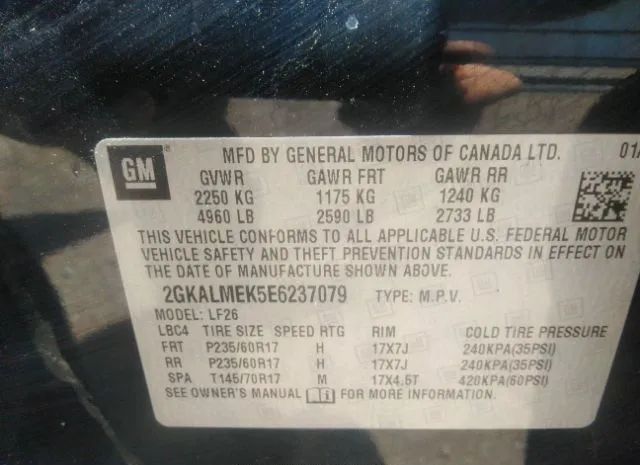 GM
MFD BY GENERAL MOTORS OF CANADA LTD. 01/
GVWR GAWR FRT GAWR RR
2250 KG 1175 KG 1240 KG
4960 LB 2590 LB 2733 LB
THIS VEHICLE CONFORMS TO ALL APPLICABLE U.S. FEDERAL MOTOR
VEHICLE SAFETY AND THEFT PREVENTION STANDARDS IN EFFECT ON
THE DATE OF MANUFACTURE SHOWN ABOVE.
2GKALMEK5E6237079 TYPE: M.P.V.
MODEL: LF26
LBC4 TIRE SIZE SPEED RTG RIM COLD TIRE PRESSURE
FRT P235/60R17 H 17X7J 240KPA(35PSI)
RR P235/60R17 H 17X7J 240KPA(35PSI)
SPA T145/70R17 M 17X4.5T 420KPA(60PSI)
SEE OWNER'S MANUAL FOR MORE INFORMATION.